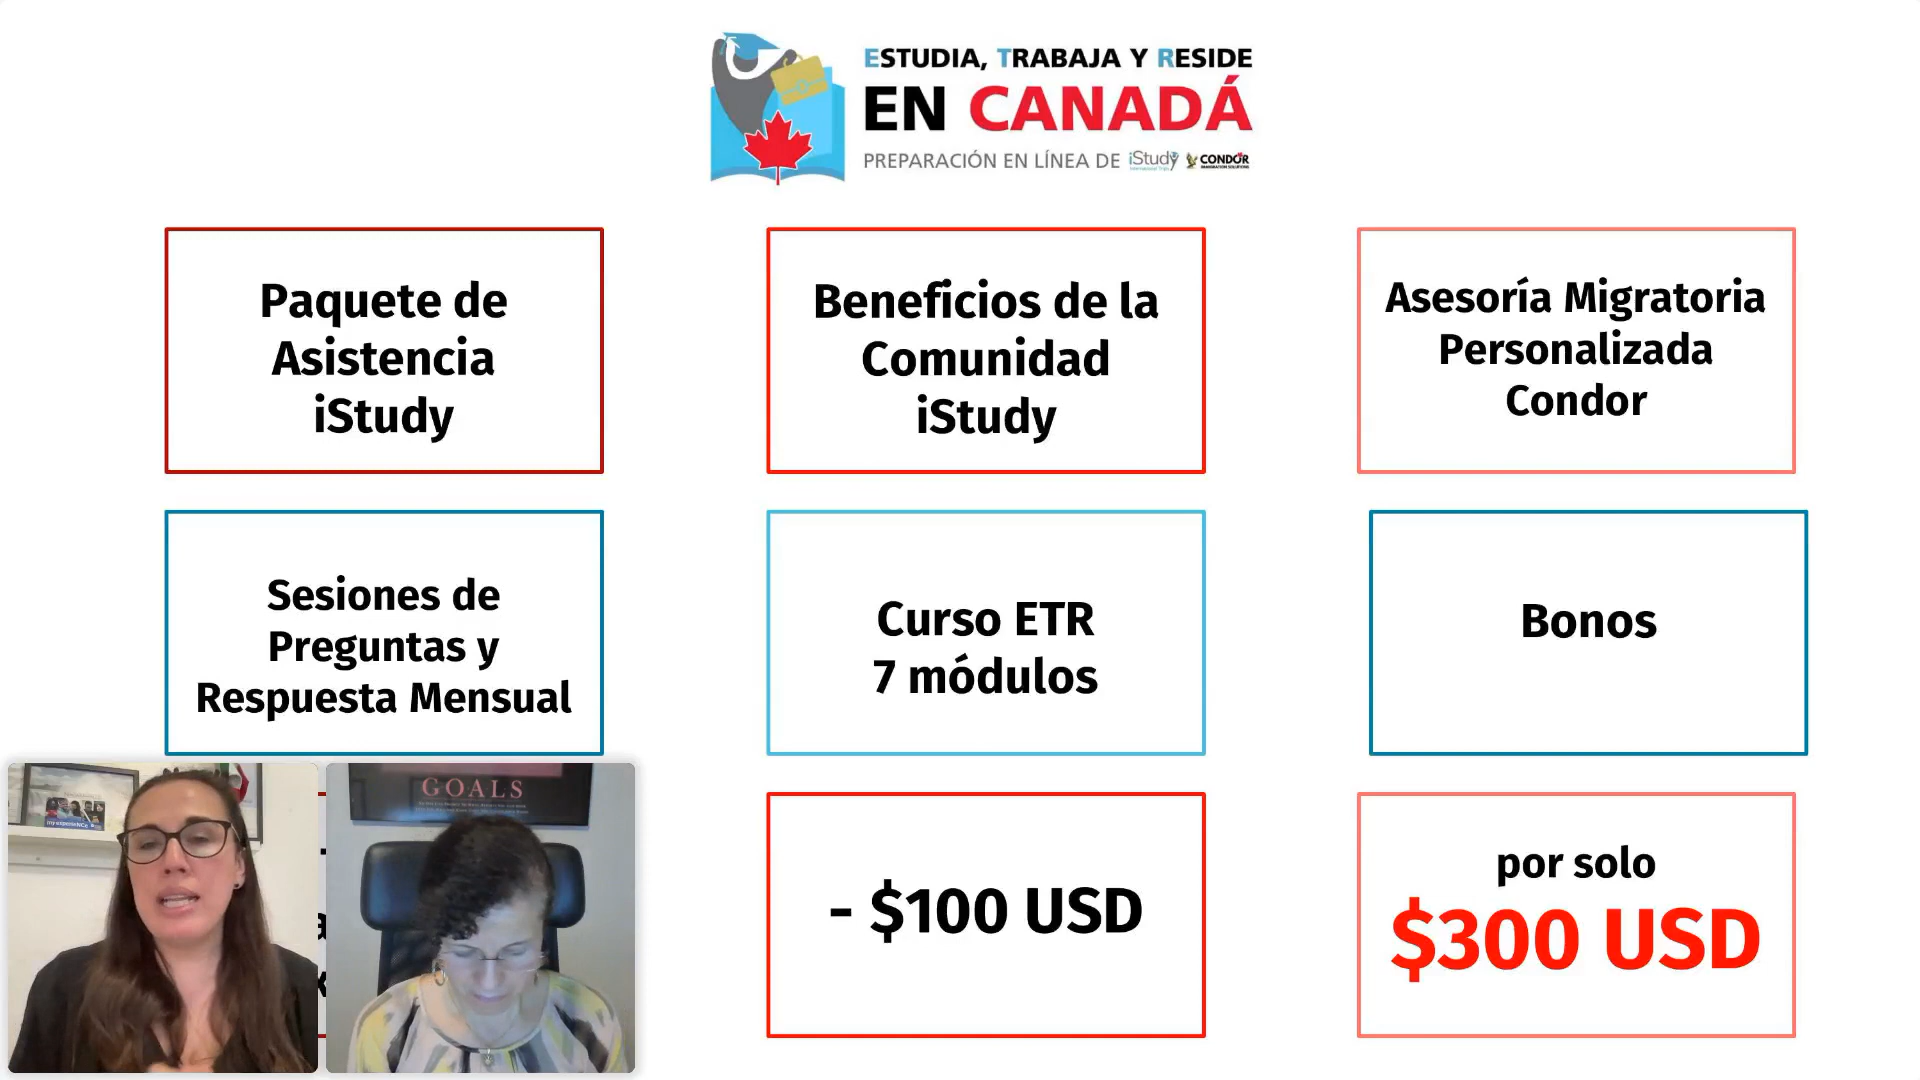 ESTUDIA, TRABAJA Y RESIDE
EN CANADÁ
PREPARACIÓN EN LÍNEA DE iStudy CONDOR
Paquete de
Asistencia
iStudy
Beneficios de la
Comunidad
iStudy
Asesoría Migratoria
Personalizada
Condor
Sesiones de
Preguntas y
Respuesta Mensual
Curso ETR
7 módulos
Bonos
GOALS
- $100 USD
por solo
$300 USD